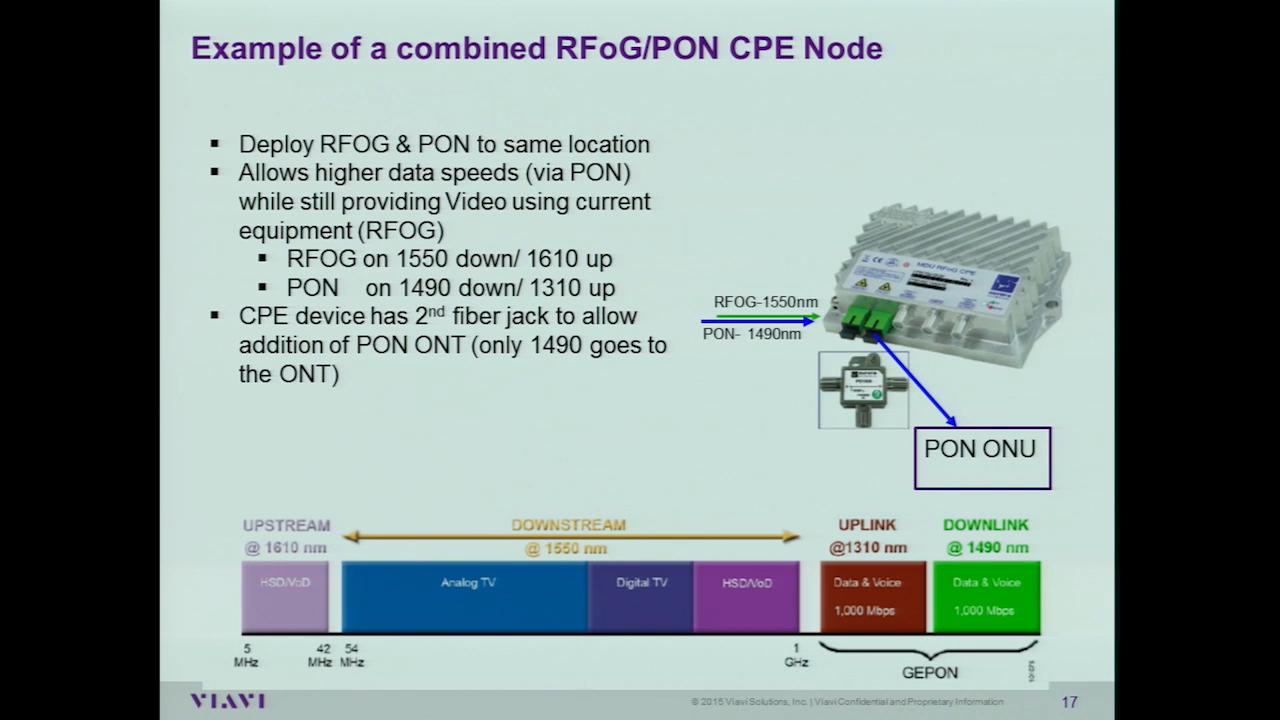 Example of a combined RFoG/PON CPE Node
▪ Deploy RFOG & PON to same location
▪ Allows higher data speeds (via PON)
while still providing Video using current
equipment (RFOG)
▪ RFOG on 1550 down/ 1610 up
▪ PON on 1490 down/ 1310 up
▪ CPE device has 2nd fiber jack to allow
addition of PON ONT (only 1490 goes to
the ONT)
MDU RFoG CPE
RFOG-1550nm
PON- 1490nm
PON ONU
UPSTREAM
@ 1610 nm
DOWNSTREAM
@ 1550 nm
UPLINK
@1310 nm
DOWNLINK
@ 1490 nm
HSD/VoD
Analog TV
Digital TV
HSD/VoD
Data & Voice
1,000 Mbps
Data & Voice
1,000 Mbps
5
MHz
42
MHz
54
MHz
1
GHz
GEPON
VIAVI
© 2015 Viavi Solutions, Inc. | Viavi Confidential and Proprietary Information
17